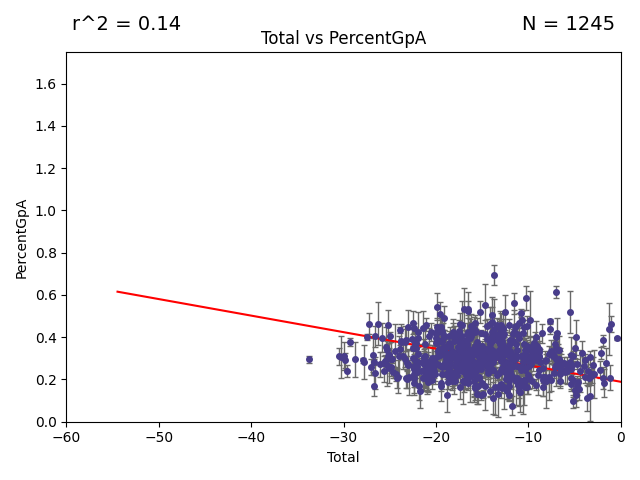 r^2 = 0.14 N = 1245
Total vs PercentGpA
1.6
1.4
1.2
1.0
0.8
0.6
0.4
0.2
0.0
PercentGpA
−60 −50 −40 −30 −20 −10 0
Total